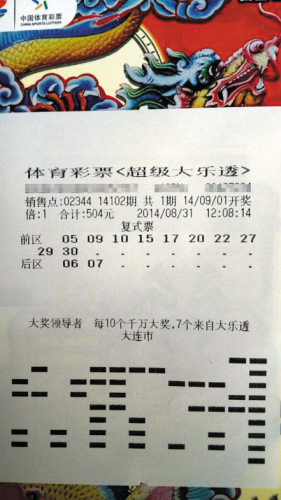 中国体育彩票
CHINA SPORTS LOTTERY
体育彩票<超级大乐透>
销售点:02344 14102期 共 1期 14/09/01开奖
倍:1 合计:504元 2014/08/31 12:08:14
复式票
前区 05 09 10 15 17 20 22 27
29 30
后区 06 07
大奖领导者 每10个千万大奖,7个来自大乐透
大连市